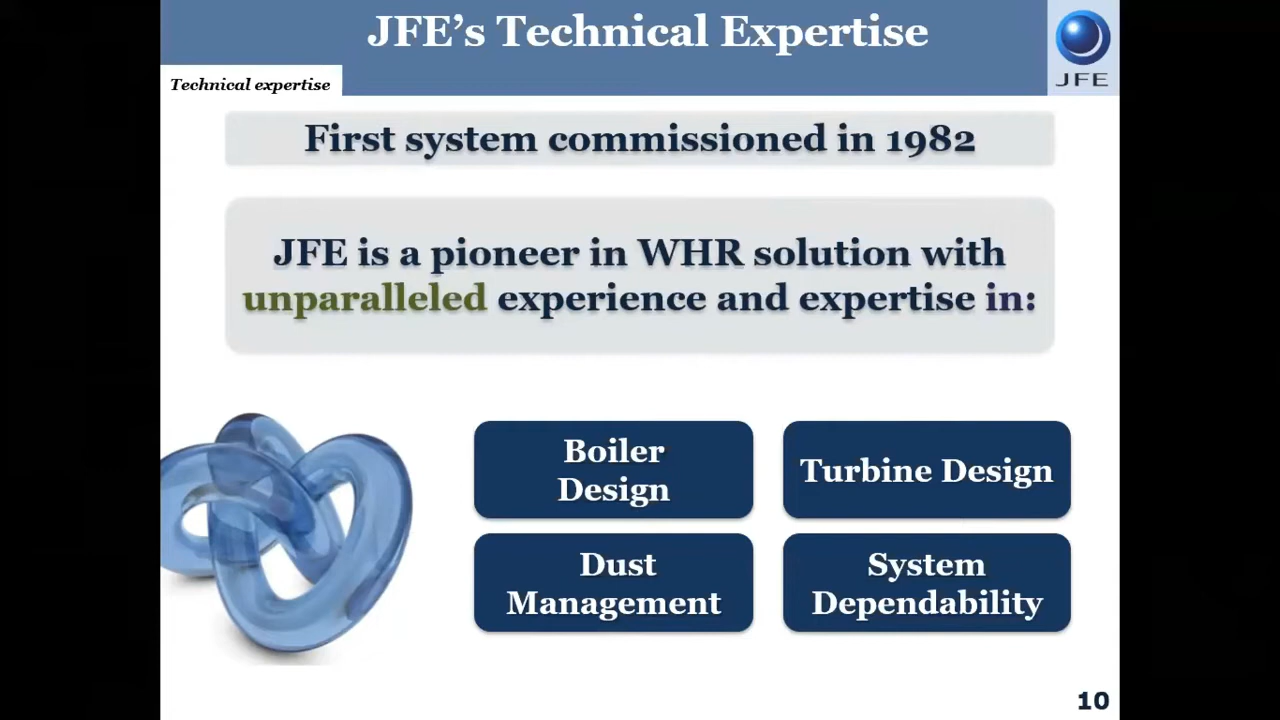 JFE's Technical Expertise
JFE
Technical expertise
First system commissioned in 1982
JFE is a pioneer in WHR solution with
unparalleled experience and expertise in:
Boiler
Design
Turbine Design
Dust
Management
System
Dependability
10